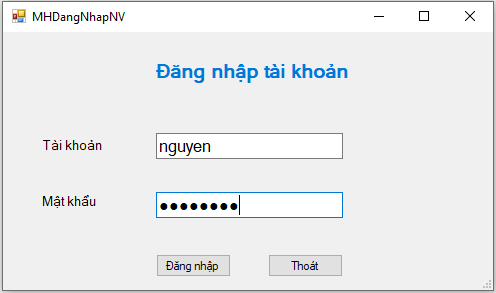 MHDangNhapNV
Đăng nhập tài khoản
Tài khoản
nguyen
Mật khẩu
●●●●●●●●
Đăng nhập
Thoát